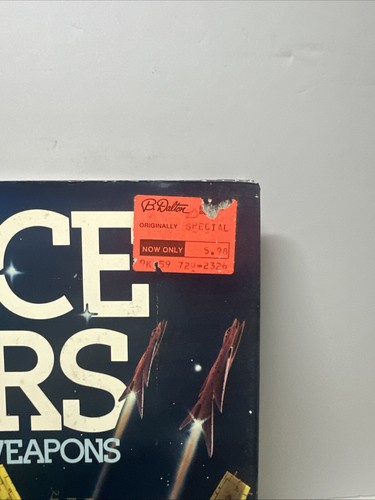 B. Dalton
ORIGINALLY SPECIAL
NOW ONLY 5.98
CE
RS
WEAPONS